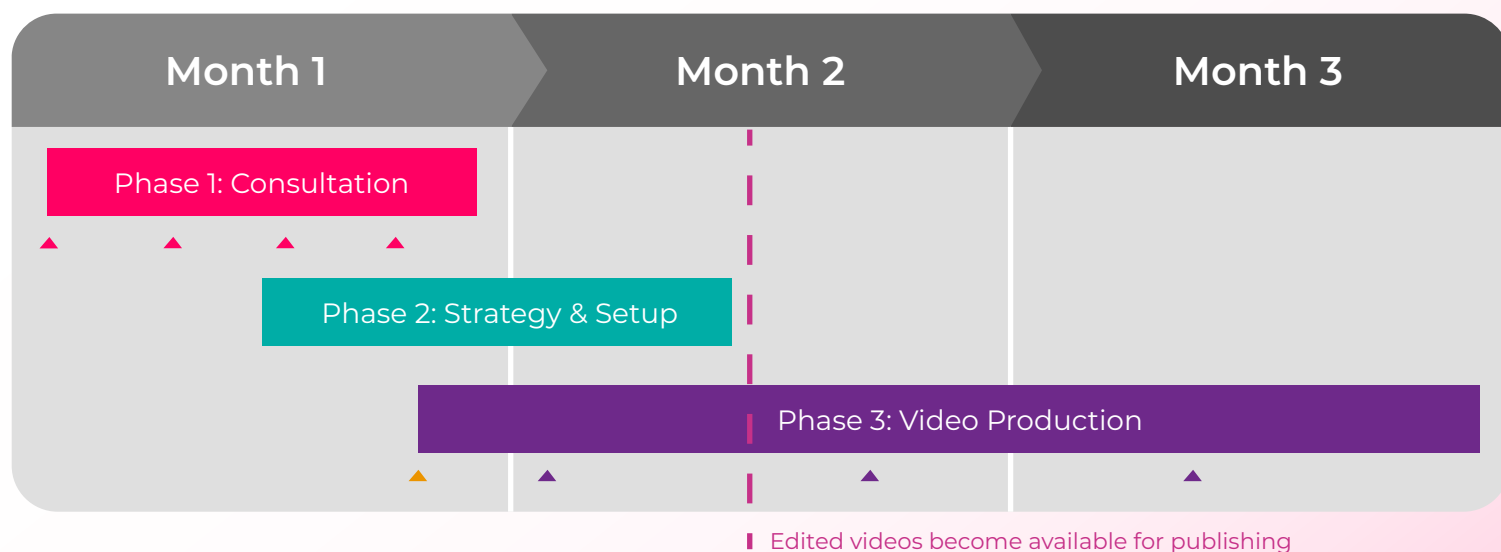 Month 1
Month 2
Month 3
Phase 1: Consultation
Phase 2: Strategy & Setup
Phase 3: Video Production
Edited videos become available for publishing